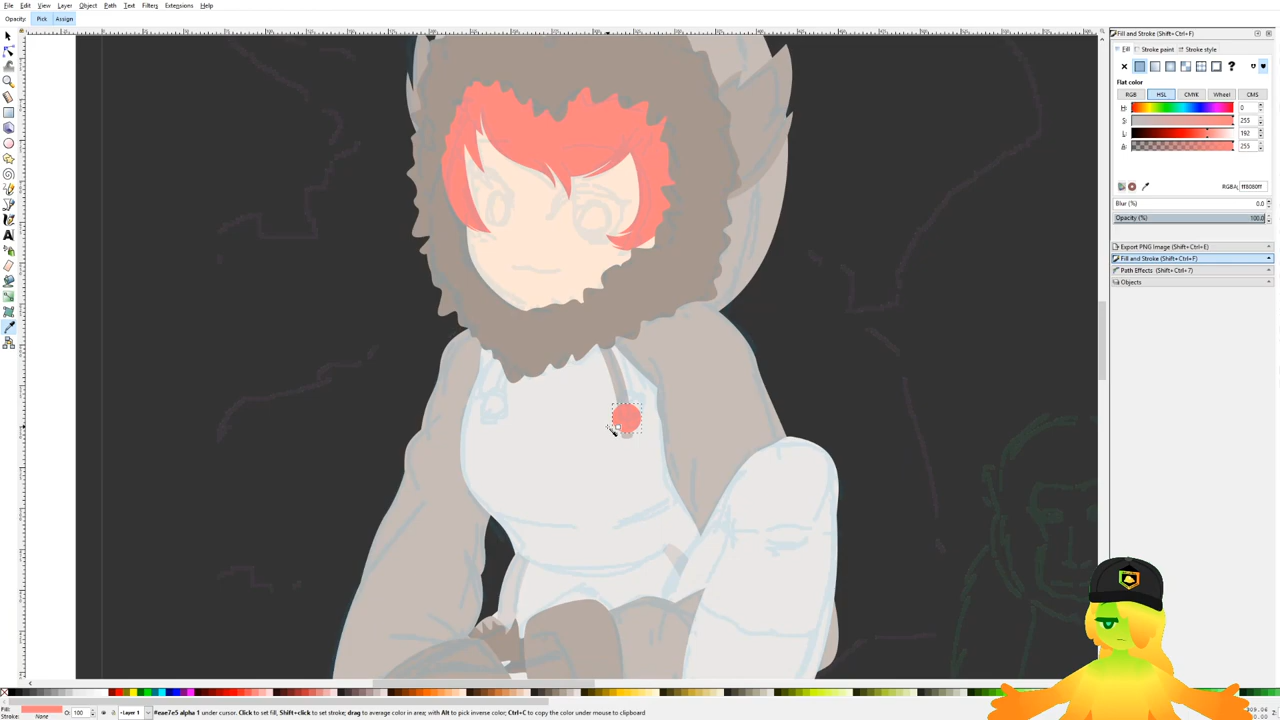 File Edit View Layer Object Path Text Filters Extensions Help
Opacity: Pick Assign
Fill and Stroke (Shift+Ctrl+F)
Fill Stroke paint Stroke style
Flat color
RGB HSL CMYK Wheel CMS
H: 0
S: 255
L: 192
A: 255
RGBA: ff8080ff
Blur (%) 0.0
Opacity (%) 100.0
Export PNG Image (Shift+Ctrl+E)
Fill and Stroke (Shift+Ctrl+F)
Path Effects (Shift+Ctrl+7)
Objects
Fill:
Stroke: None
O: 100
Layer 1
#eae7e5 alpha 1 under cursor. Click to set fill, Shift+click to set stroke; drag to average color in area; with Alt to pick inverse color; Ctrl+C to copy the color under mouse to clipboard